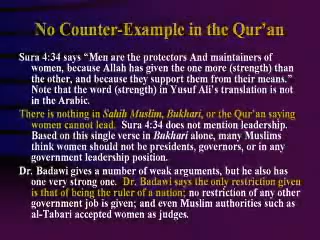 No Counter-Example in the Qur'an
Sura 4:34 says “Men are the protectors And maintainers of
women, because Allah has given the one more (strength) than
the other, and because they support them from their means.”
Note that the word (strength) in Yusuf Ali's translation is not
in the Arabic.
There is nothing in Sahih Muslim, Bukhari, or the Qur'an saying
women cannot lead. Sura 4:34 does not mention leadership.
Based on this single verse in Bukhari alone, many Muslims
think women should not be presidents, governors, or in any
government leadership position.
Dr. Badawi gives a number of weak arguments, but he also has
one very strong one. Dr. Badawi says the only restriction given
is that of being the ruler of a nation; no restriction of any other
government job is given; and even Muslim authorities such as
al-Tabari accepted women as judges.